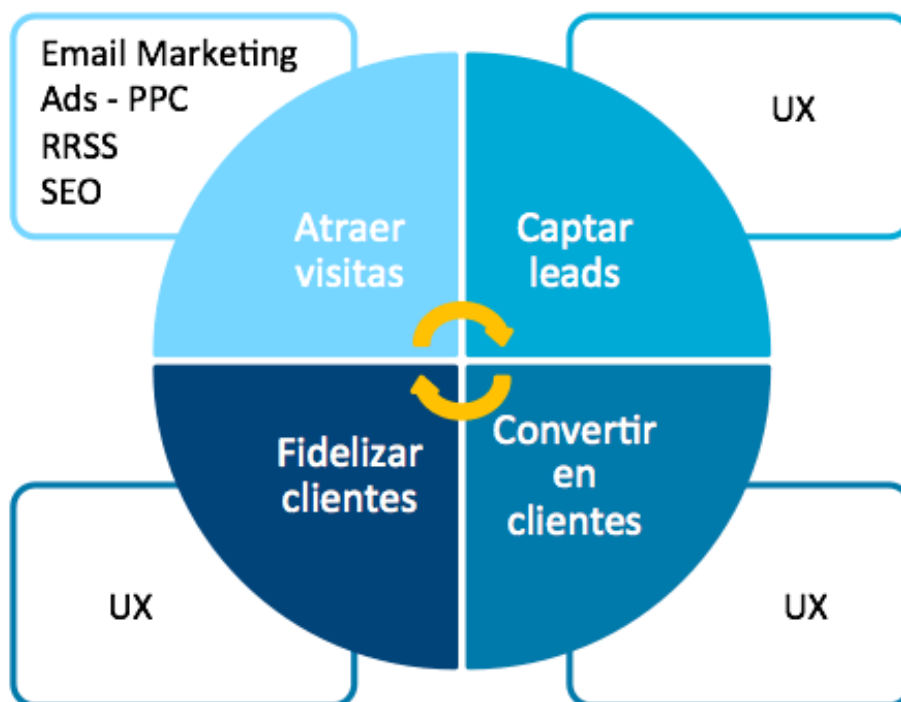 Email Marketing
Ads - PPC
RRSS
SEO
UX
Atraer
visitas
Captar
leads
Fidelizar
clientes
Convertir
en
clientes
UX
UX